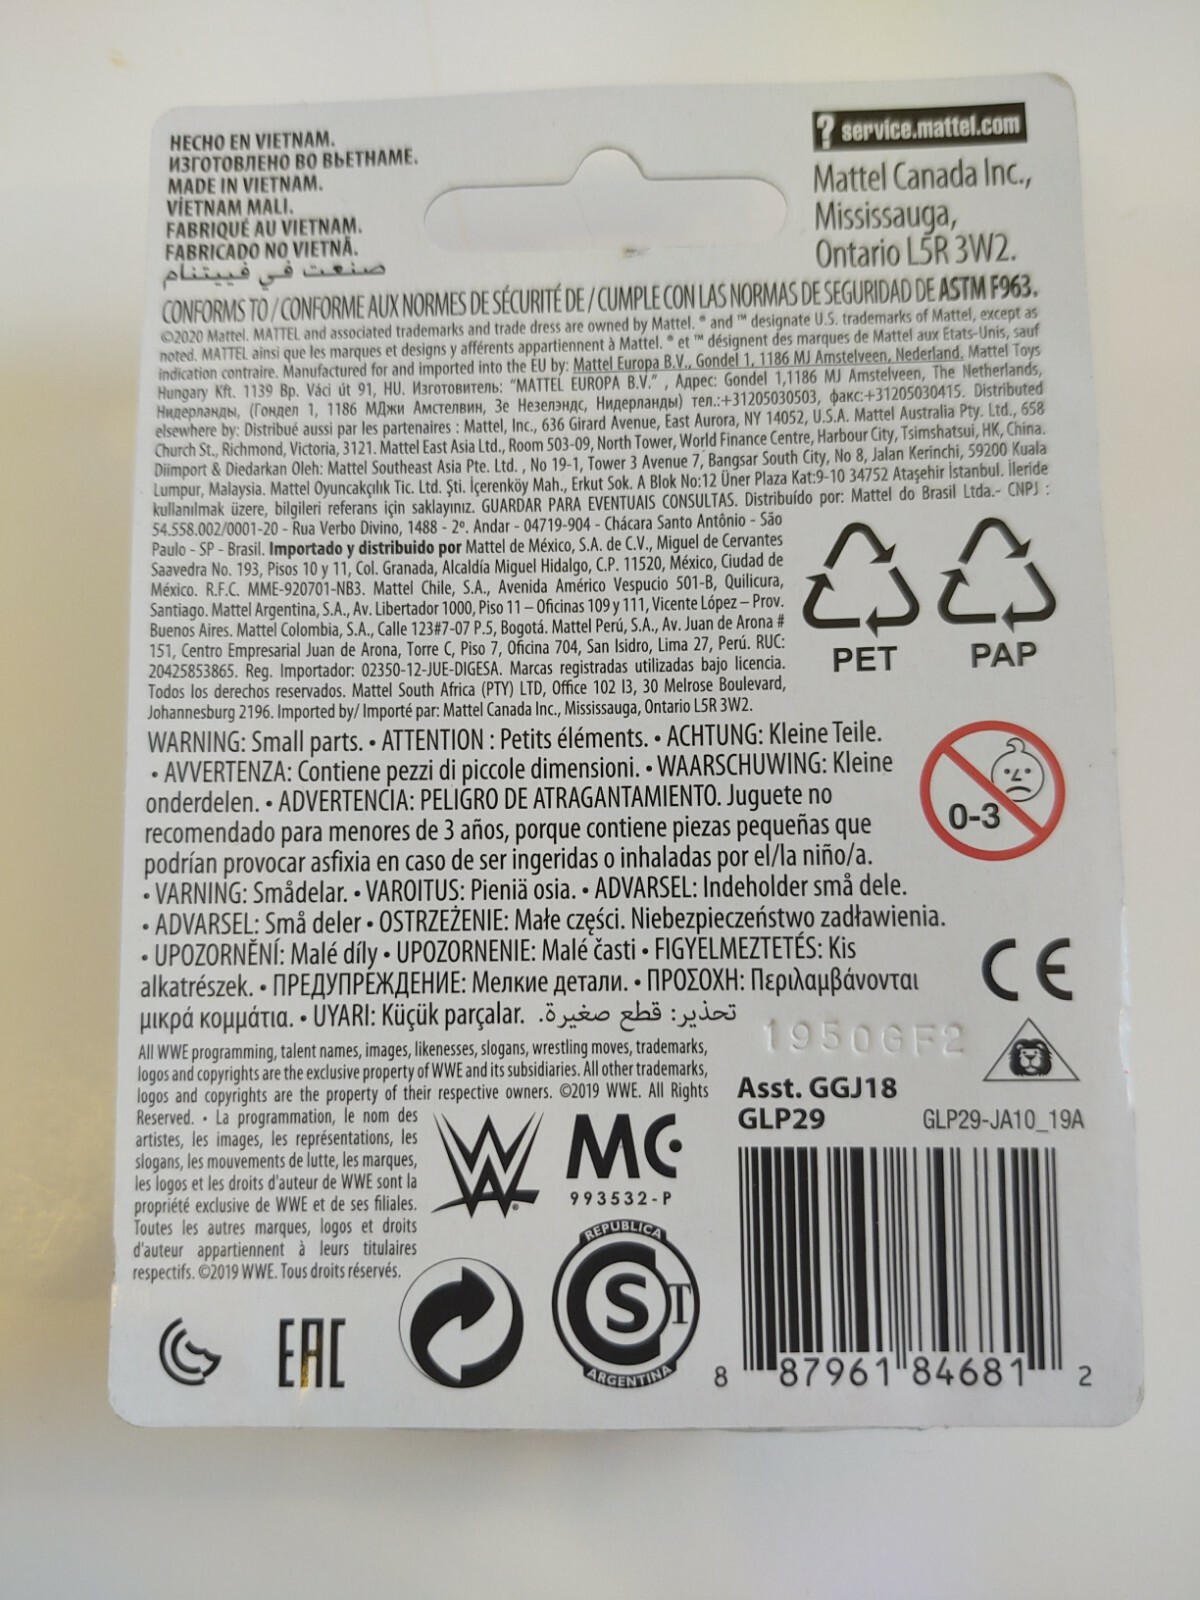 HECHO EN VIETNAM.
ИЗГОТОВЛЕНО ВО ВЬЕТНАМЕ.
MADE IN VIETNAM.
VİETNAM MALI.
FABRIQUÉ AU VIETNAM.
FABRICADO NO VIETNÃ.
صنعت في فييتنام
? service.mattel.com
Mattel Canada Inc.,
Mississauga,
Ontario L5R 3W2.
CONFORMS TO / CONFORME AUX NORMES DE SÉCURITÉ DE / CUMPLE CON LAS NORMAS DE SEGURIDAD DE ASTM F963.
©2020 Mattel. MATTEL and associated trademarks and trade dress are owned by Mattel. ® and ™ designate U.S. trademarks of Mattel, except as
noted. MATTEL ainsi que les marques et designs y afférents appartiennent à Mattel. ® et ™ désignent des marques de Mattel aux États-Unis, sauf
indication contraire. Manufactured for and imported into the EU by: Mattel Europa B.V., Gondel 1, 1186 MJ Amstelveen, Nederland. Mattel Toys
Hungary Kft. 1139 Bp. Váci út 91, HU. Изготовитель: "MATTEL EUROPA B.V." , Адрес: Gondel 1,1186 MJ Amstelveen, The Netherlands,
Нидерланды, (Гондел 1, 1186 МДжи Амстелвин, Зе Незелэндс, Нидерланды) тел.:+31205030503, факс:+31205030415. Distributed
elsewhere by: Distribué aussi par les partenaires : Mattel, Inc., 636 Girard Avenue, East Aurora, NY 14052, U.S.A. Mattel Australia Pty. Ltd., 658
Church St., Richmond, Victoria, 3121. Mattel East Asia Ltd., Room 503-09, North Tower, World Finance Centre, Harbour City, Tsimshatsui, HK, China.
Diimport & Diedarkan Oleh: Mattel Southeast Asia Pte. Ltd. , No 19-1, Tower 3 Avenue 7, Bangsar South City, No 8, Jalan Kerinchi, 59200 Kuala
Lumpur, Malaysia. Mattel Oyuncakçılık Tic. Ltd. Şti. İçerenköy Mah., Erkut Sok. A Blok No:12 Üner Plaza Kat:9-10 34752 Ataşehir İstanbul. İleride
kullanılmak üzere, bilgileri referans için saklayınız. GUARDAR PARA EVENTUAIS CONSULTAS. Distribuído por: Mattel do Brasil Ltda.- CNPJ :
54.558.002/0001-20 - Rua Verbo Divino, 1488 - 2º. Andar - 04719-904 - Chácara Santo Antônio - São
Paulo - SP - Brasil. Importado y distribuido por Mattel de México, S.A. de C.V., Miguel de Cervantes
Saavedra No. 193, Pisos 10 y 11, Col. Granada, Alcaldía Miguel Hidalgo, C.P. 11520, México, Ciudad de
México. R.F.C. MME-920701-NB3. Mattel Chile, S.A., Avenida Américo Vespucio 501-B, Quilicura,
Santiago. Mattel Argentina, S.A., Av. Libertador 1000, Piso 11 – Oficinas 109 y 111, Vicente López – Prov.
Buenos Aires. Mattel Colombia, S.A., Calle 123#7-07 P.5, Bogotá. Mattel Perú, S.A., Av. Juan de Arona #
151, Centro Empresarial Juan de Arona, Torre C, Piso 7, Oficina 704, San Isidro, Lima 27, Perú. RUC:
20425853865. Reg. Importador: 02350-12-JUE-DIGESA. Marcas registradas utilizadas bajo licencia.
Todos los derechos reservados. Mattel South Africa (PTY) LTD, Office 102 I3, 30 Melrose Boulevard,
Johannesburg 2196. Imported by/ Importé par: Mattel Canada Inc., Mississauga, Ontario L5R 3W2.
PET
PAP
WARNING: Small parts. • ATTENTION : Petits éléments. • ACHTUNG: Kleine Teile.
• AVVERTENZA: Contiene pezzi di piccole dimensioni. • WAARSCHUWING: Kleine
onderdelen. • ADVERTENCIA: PELIGRO DE ATRAGANTAMIENTO. Juguete no
recomendado para menores de 3 años, porque contiene piezas pequeñas que
podrían provocar asfixia en caso de ser ingeridas o inhaladas por el/la niño/a.
• VARNING: Smådelar. • VAROITUS: Pieniä osia. • ADVARSEL: Indeholder små dele.
• ADVARSEL: Små deler • OSTRZEŻENIE: Małe części. Niebezpieczeństwo zadławienia.
• UPOZORNĚNÍ: Malé díly • UPOZORNENIE: Malé časti • FIGYELMEZTETÉS: Kis
alkatrészek. • ПРЕДУПРЕЖДЕНИЕ: Мелкие детали. • ΠΡΟΣΟΧΗ: Περιλαμβάνονται
μικρά κομμάτια. • UYARI: Küçük parçalar. تحذير: قطع صغيرة.
0-3
CE
1950GF2
All WWE programming, talent names, images, likenesses, slogans, wrestling moves, trademarks,
logos and copyrights are the exclusive property of WWE and its subsidiaries. All other trademarks,
logos and copyrights are the property of their respective owners. ©2019 WWE. All Rights
Reserved. • La programmation, le nom des
artistes, les images, les représentations, les
slogans, les mouvements de lutte, les marques,
les logos et les droits d'auteur de WWE sont la
propriété exclusive de WWE et de ses filiales.
Toutes les autres marques, logos et droits
d'auteur appartiennent à leurs titulaires
respectifs. ©2019 WWE. Tous droits réservés.
W
MC
993532-P
Asst. GGJ18
GLP29
GLP29-JA10_19A
EAC
REPUBLICA
S T
ARGENTINA
8 87961 84681 2